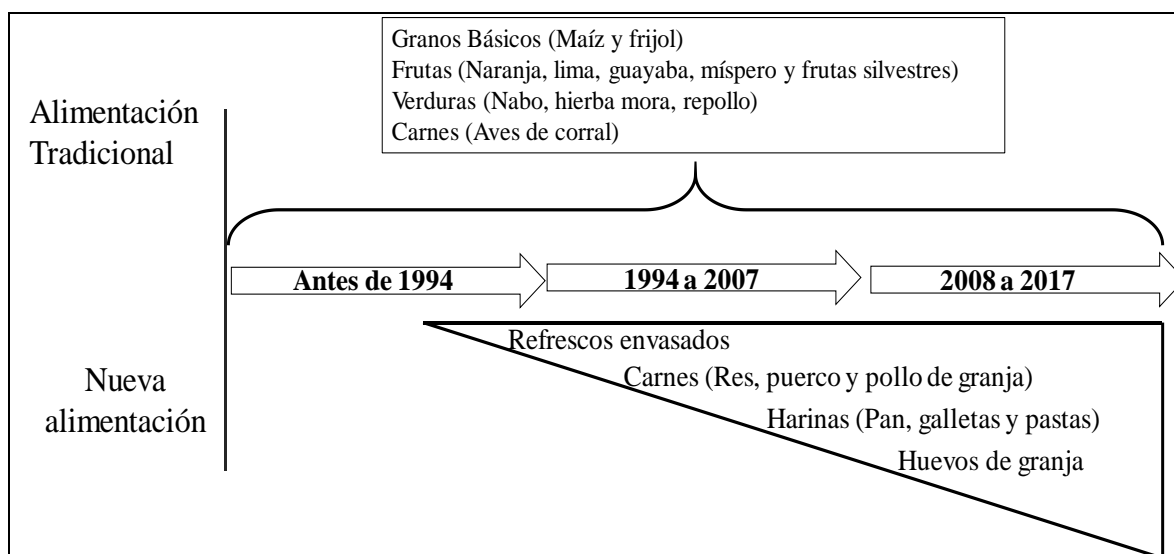 Granos Básicos (Maíz y frijol)
Frutas (Naranja, lima, guayaba, míspero y frutas silvestres)
Verduras (Nabo, hierba mora, repollo)
Carnes (Aves de corral)
Alimentación
Tradicional
Antes de 1994
1994 a 2007
2008 a 2017
Refrescos envasados
Carnes (Res, puerco y pollo de granja)
Harinas (Pan, galletas y pastas)
Huevos de granja
Nueva
alimentación